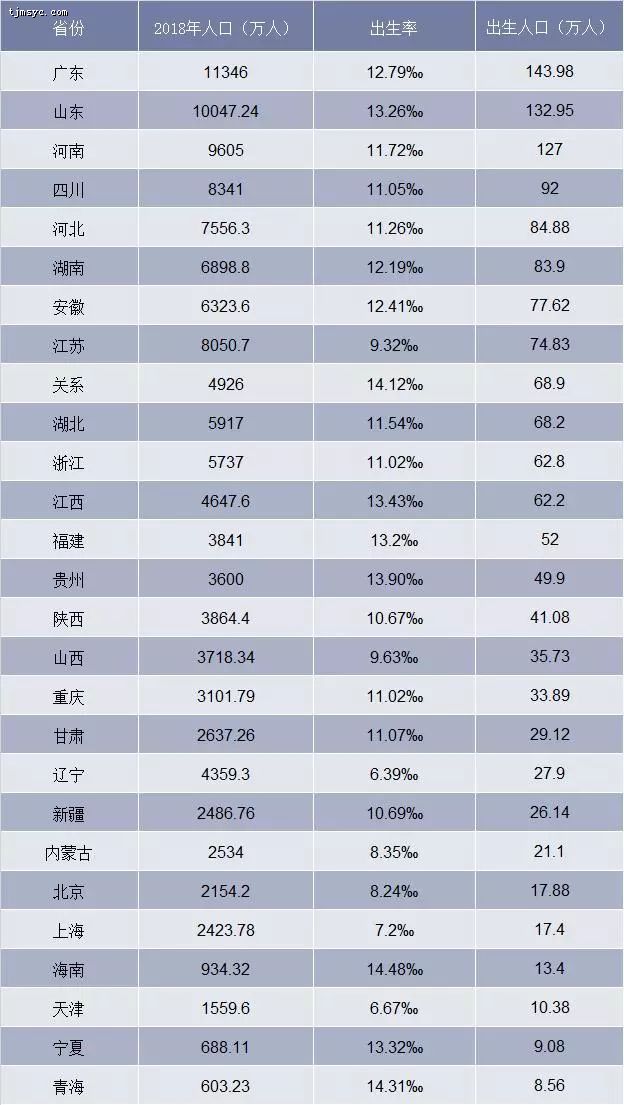 tjmsyc.com
省份 2018年人口（万人） 出生率 出生人口（万人）
广东 11346 12.79‰ 143.98
山东 10047.24 13.26‰ 132.95
河南 9605 11.72‰ 127
四川 8341 11.05‰ 92
河北 7556.3 11.26‰ 84.88
湖南 6898.8 12.19‰ 83.9
安徽 6323.6 12.41‰ 77.62
江苏 8050.7 9.32‰ 74.83
关系 4926 14.12‰ 68.9
湖北 5917 11.54‰ 68.2
浙江 5737 11.02‰ 62.8
江西 4647.6 13.43‰ 62.2
福建 3841 13.2‰ 52
贵州 3600 13.90‰ 49.9
陕西 3864.4 10.67‰ 41.08
山西 3718.34 9.63‰ 35.73
重庆 3101.79 11.02‰ 33.89
甘肃 2637.26 11.07‰ 29.12
辽宁 4359.3 6.39‰ 27.9
新疆 2486.76 10.69‰ 26.14
内蒙古 2534 8.35‰ 21.1
北京 2154.2 8.24‰ 17.88
上海 2423.78 7.2‰ 17.4
海南 934.32 14.48‰ 13.4
天津 1559.6 6.67‰ 10.38
宁夏 688.11 13.32‰ 9.08
青海 603.23 14.31‰ 8.56